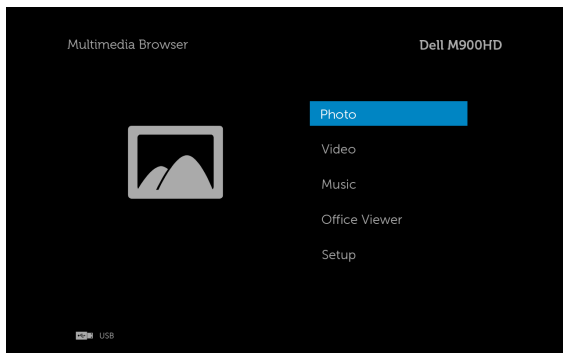 Multimedia Browser
Dell M900HD
Photo
Video
Music
Office Viewer
Setup
USB